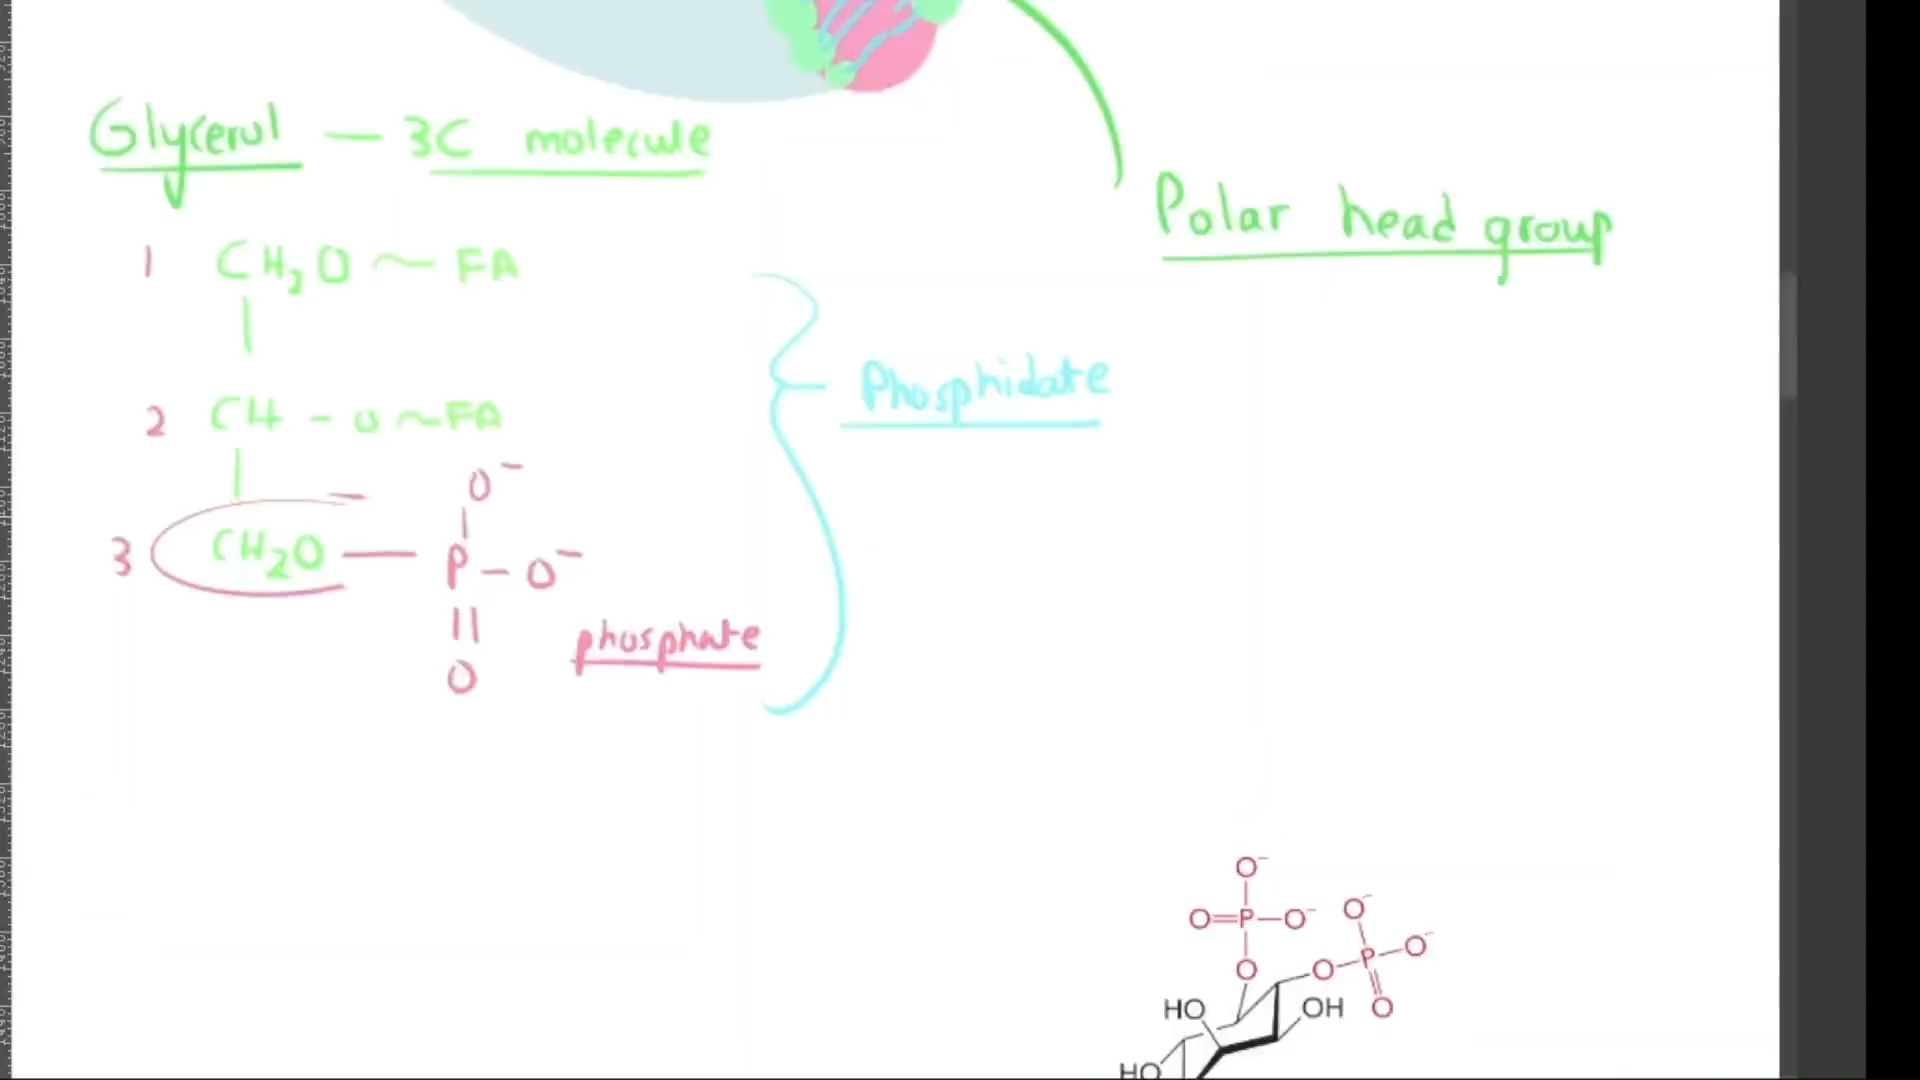 Glycerol — 3C molecule
Polar head group
1 CH2O ~ FA
Phosphidate
2 CH - O ~ FA
O⁻
3 CH2O — P - O⁻
O
phosphate
O⁻
O=P—O⁻ O⁻
O O P O⁻
HO OH O
HO